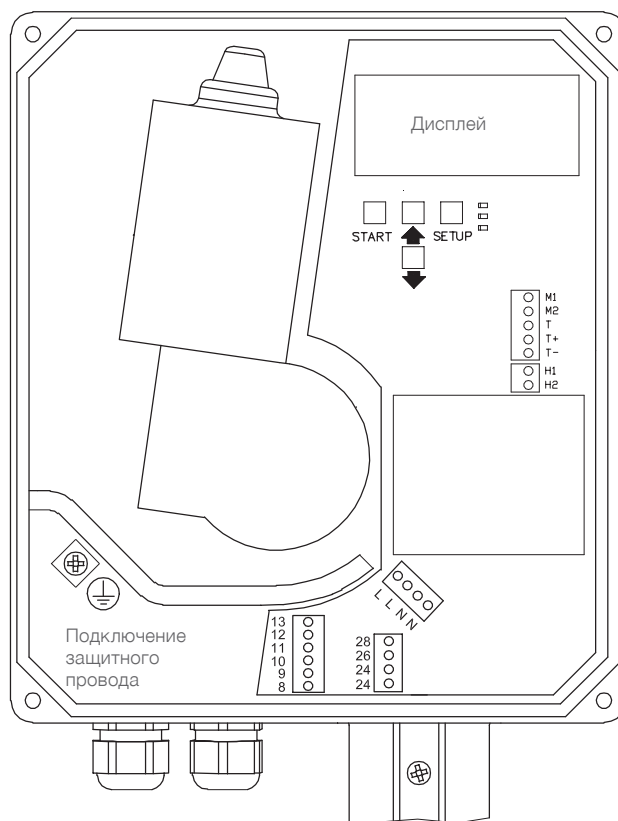 Дисплей
START
SETUP
M1
M2
T
T+
T-
H1
H2
L L N N
13
12
11
10
9
8
28
26
24
24
Подключение
защитного
провода